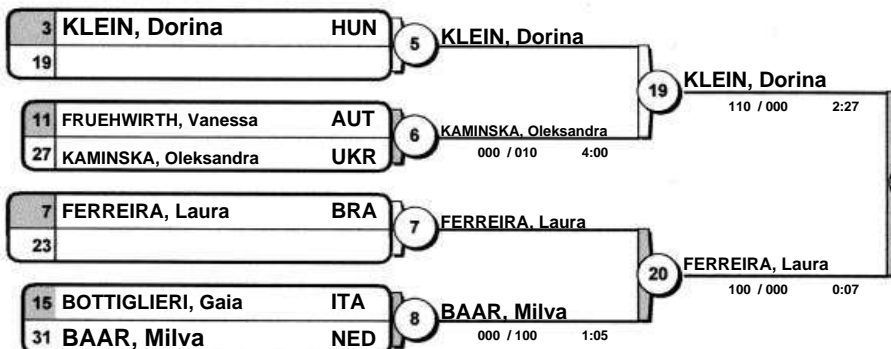 3 KLEIN, Dorina HUN
19
5
KLEIN, Dorina
11 FRUEHWIRTH, Vanessa AUT
27 KAMINSKA, Oleksandra UKR
6
KAMINSKA, Oleksandra
000 / 010 4:00
19
KLEIN, Dorina
110 / 000 2:27
7 FERREIRA, Laura BRA
23
7
FERREIRA, Laura
15 BOTTIGLIERI, Gaia ITA
31 BAAR, Milva NED
8
BAAR, Milva
000 / 100 1:05
20
FERREIRA, Laura
100 / 000 0:07